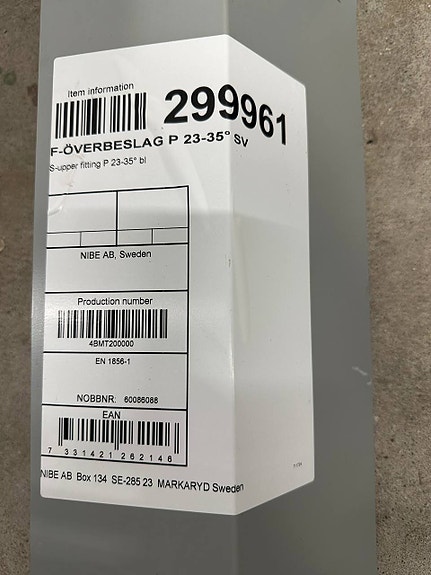 Item information
299961
F-ÖVERBESLAG P 23-35° SV
S-upper fitting P 23-35° bl
NIBE AB, Sweden
Production number
4BMT200000
EN 1856-1
NOBBNR: 60086068
EAN
7 331421 262146
NIBE AB Box 134 SE-285 23 MARKARYD Sweden